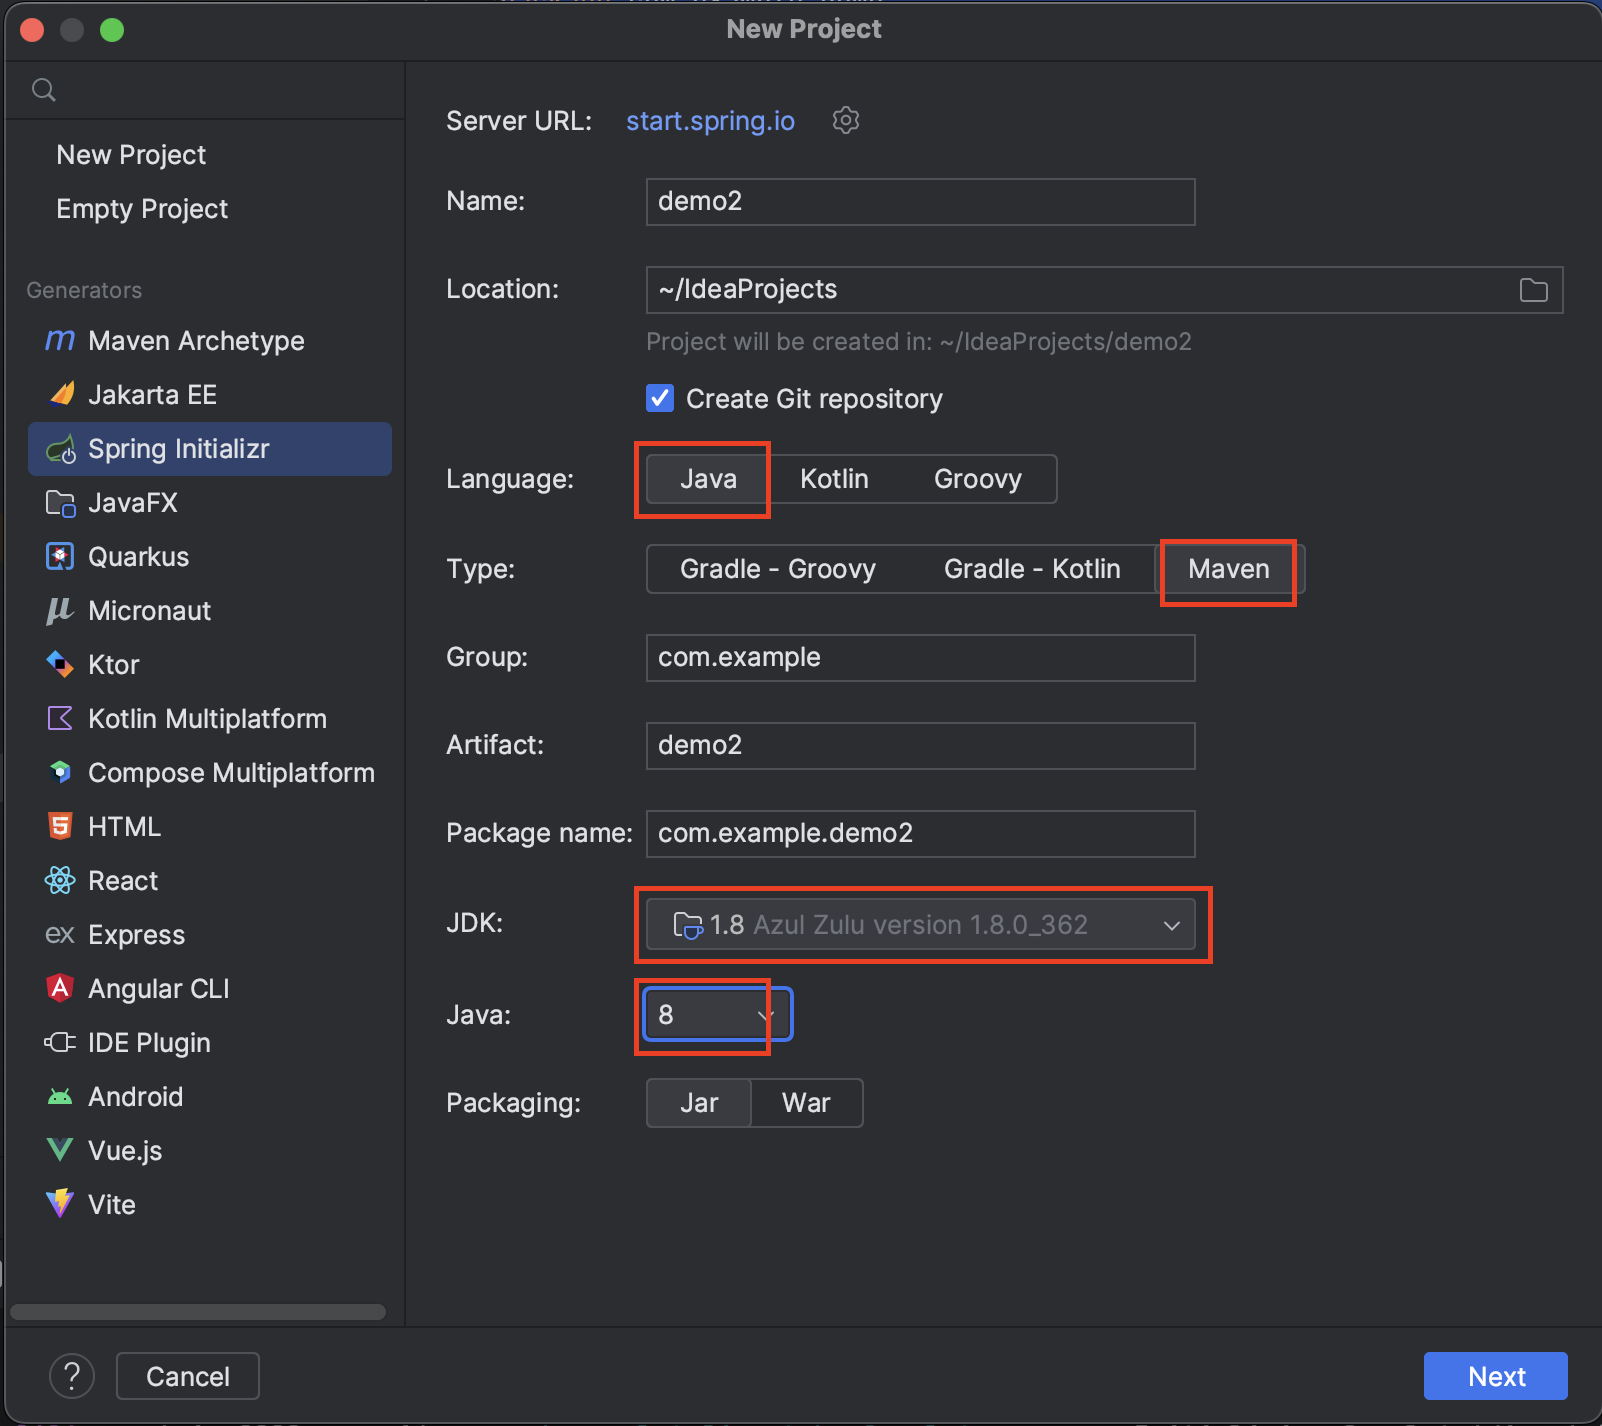 New Project
New Project
Empty Project
Generators
Maven Archetype
Jakarta EE
Spring Initializr
JavaFX
Quarkus
Micronaut
Ktor
Kotlin Multiplatform
Compose Multiplatform
HTML
React
Express
Angular CLI
IDE Plugin
Android
Vue.js
Vite
Server URL: start.spring.io
Name: demo2
Location: ~/IdeaProjects
Project will be created in: ~/IdeaProjects/demo2
Create Git repository
Language: Java Kotlin Groovy
Type: Gradle - Groovy Gradle - Kotlin Maven
Group: com.example
Artifact: demo2
Package name: com.example.demo2
JDK: 1.8 Azul Zulu version 1.8.0_362
Java: 8
Packaging: Jar War
? Cancel Next